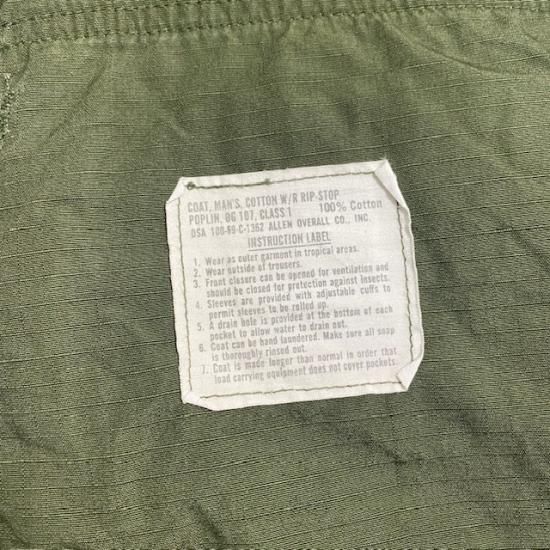 COAT, MAN'S, COTTON W/R RIP-STOP
POPLIN, OG 107, CLASS 1 100% Cotton
DSA 100-69-C-1362 ALLEN OVERALL CO., INC.
INSTRUCTION LABEL
1. Wear as outer garment in tropical areas.
2. Wear outside of trousers.
3. Front closure can be opened for ventilation and
should be closed for protection against insects.
4. Sleeves are provided with adjustable cuffs to
permit sleeves to be rolled up.
5. A drain hole is provided at the bottom of each
pocket to allow water to drain out.
6. Coat can be hand laundered. Make sure all soap
is thoroughly rinsed out.
7. Coat is made longer than normal in order that
load carrying equipment does not cover pockets.